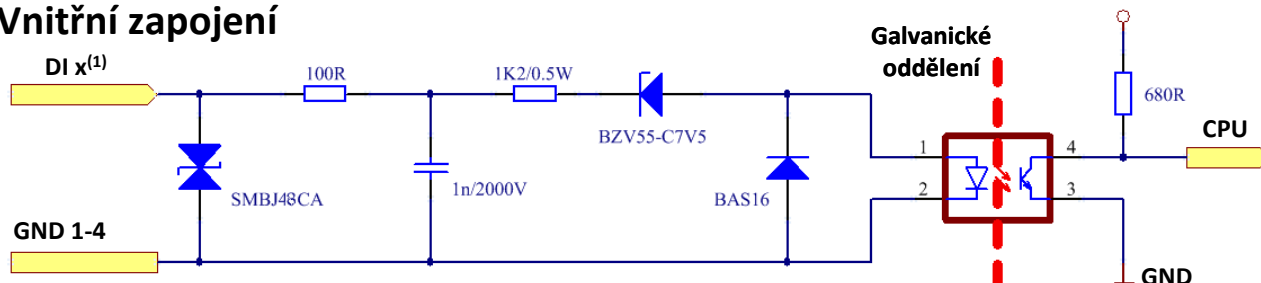 Vnitřní zapojení
DI x(1)
100R
1K2/0.5W
BZV55-C7V5
SMBJ48CA
1n/2000V
BAS16
GND 1-4
Galvanické
oddělení
1
2
4
3
680R
CPU
GND